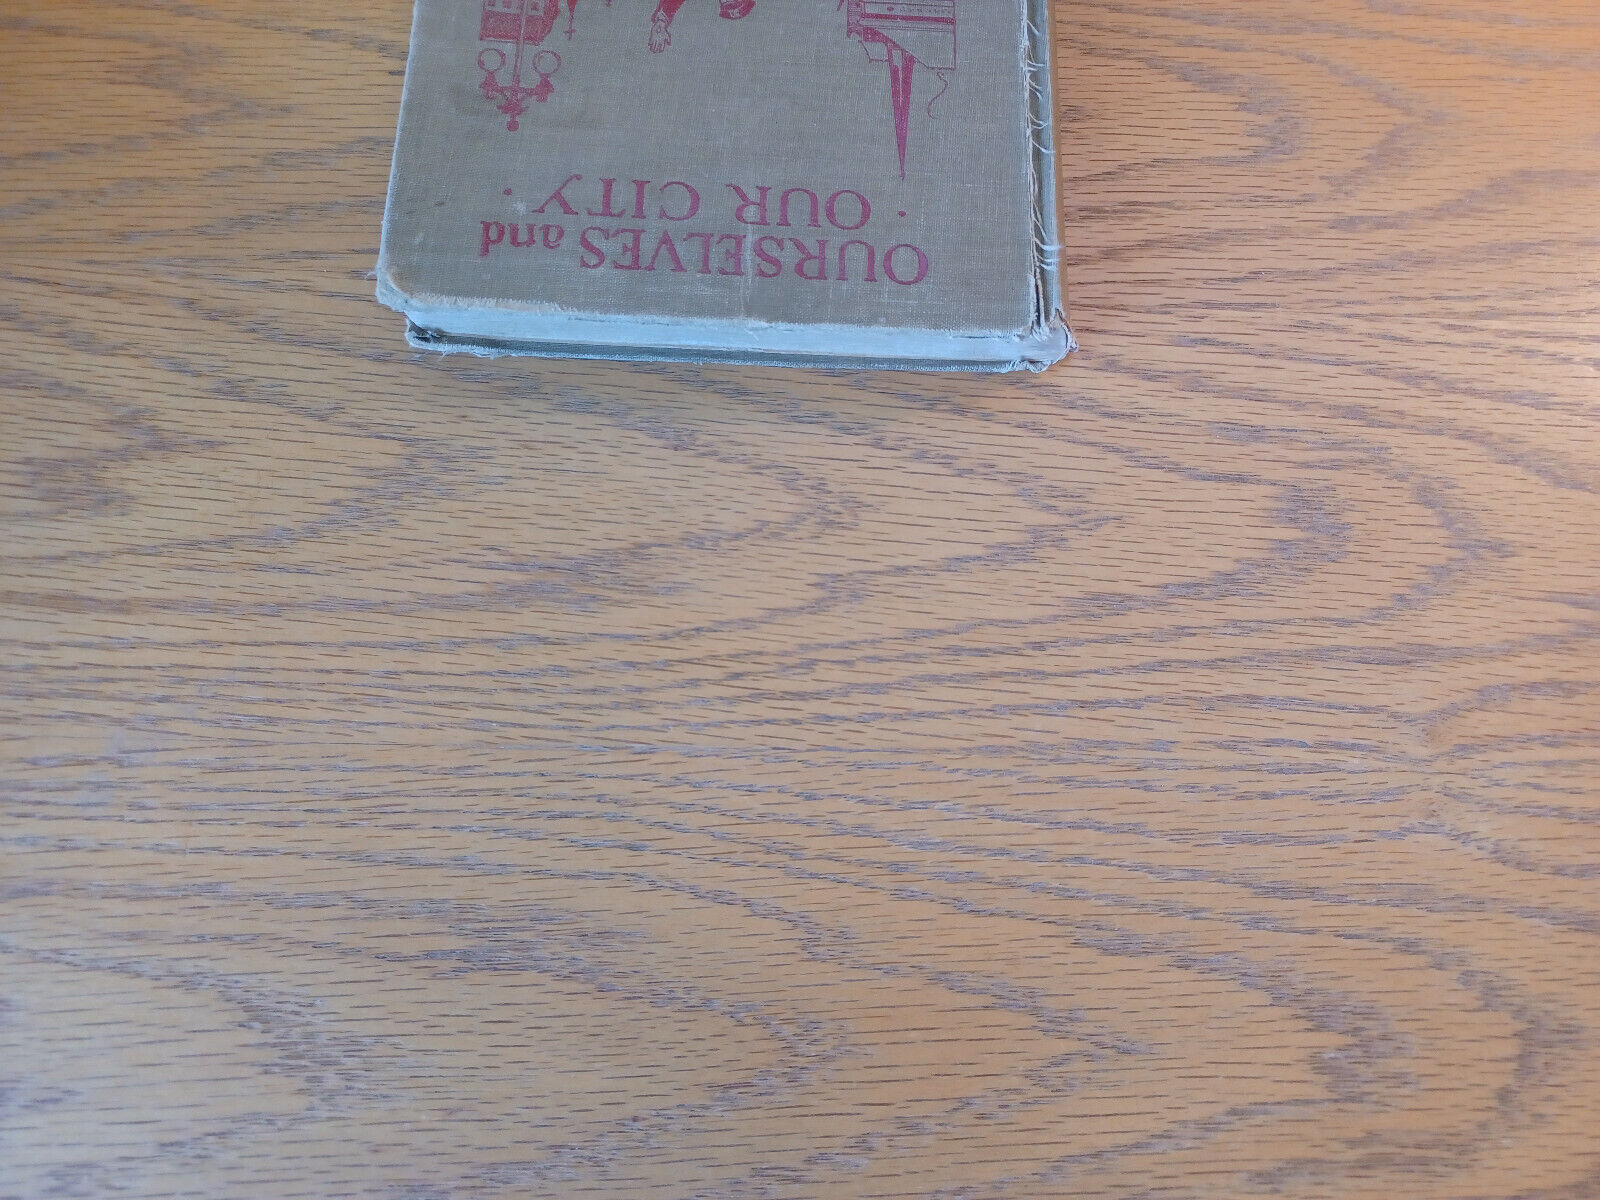 OURSELVES and
· OUR CITY ·